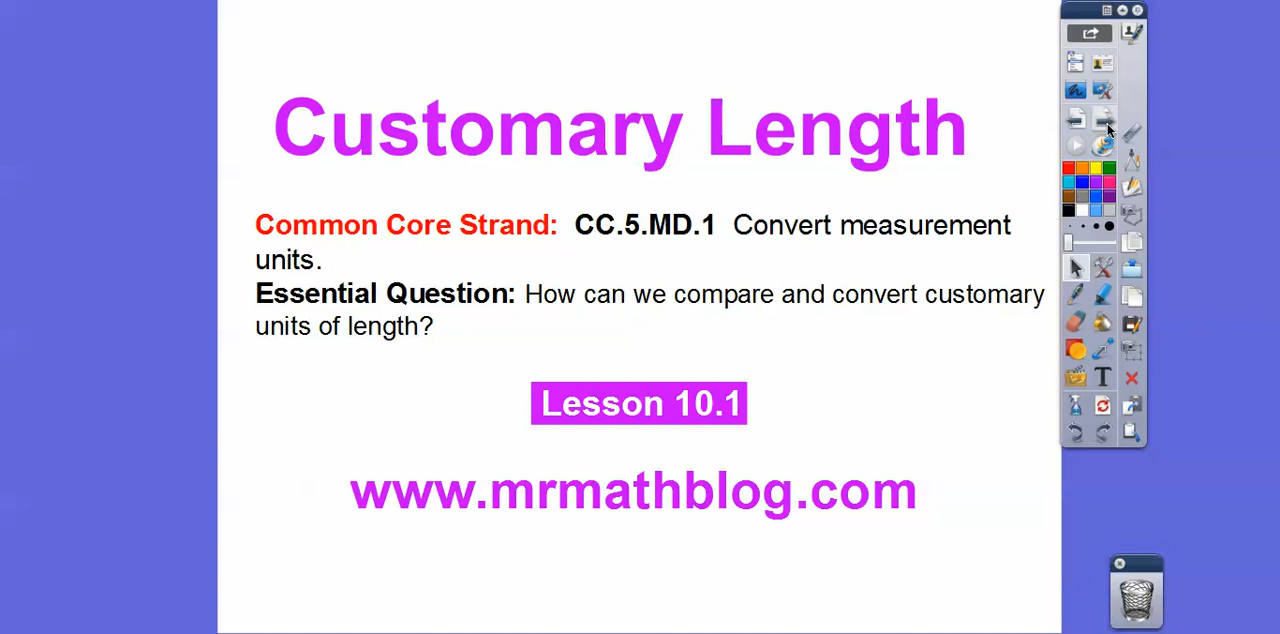 Customary Length
Common Core Strand: CC.5.MD.1 Convert measurement
units.
Essential Question: How can we compare and convert customary
units of length?
Lesson 10.1
www.mrmathblog.com